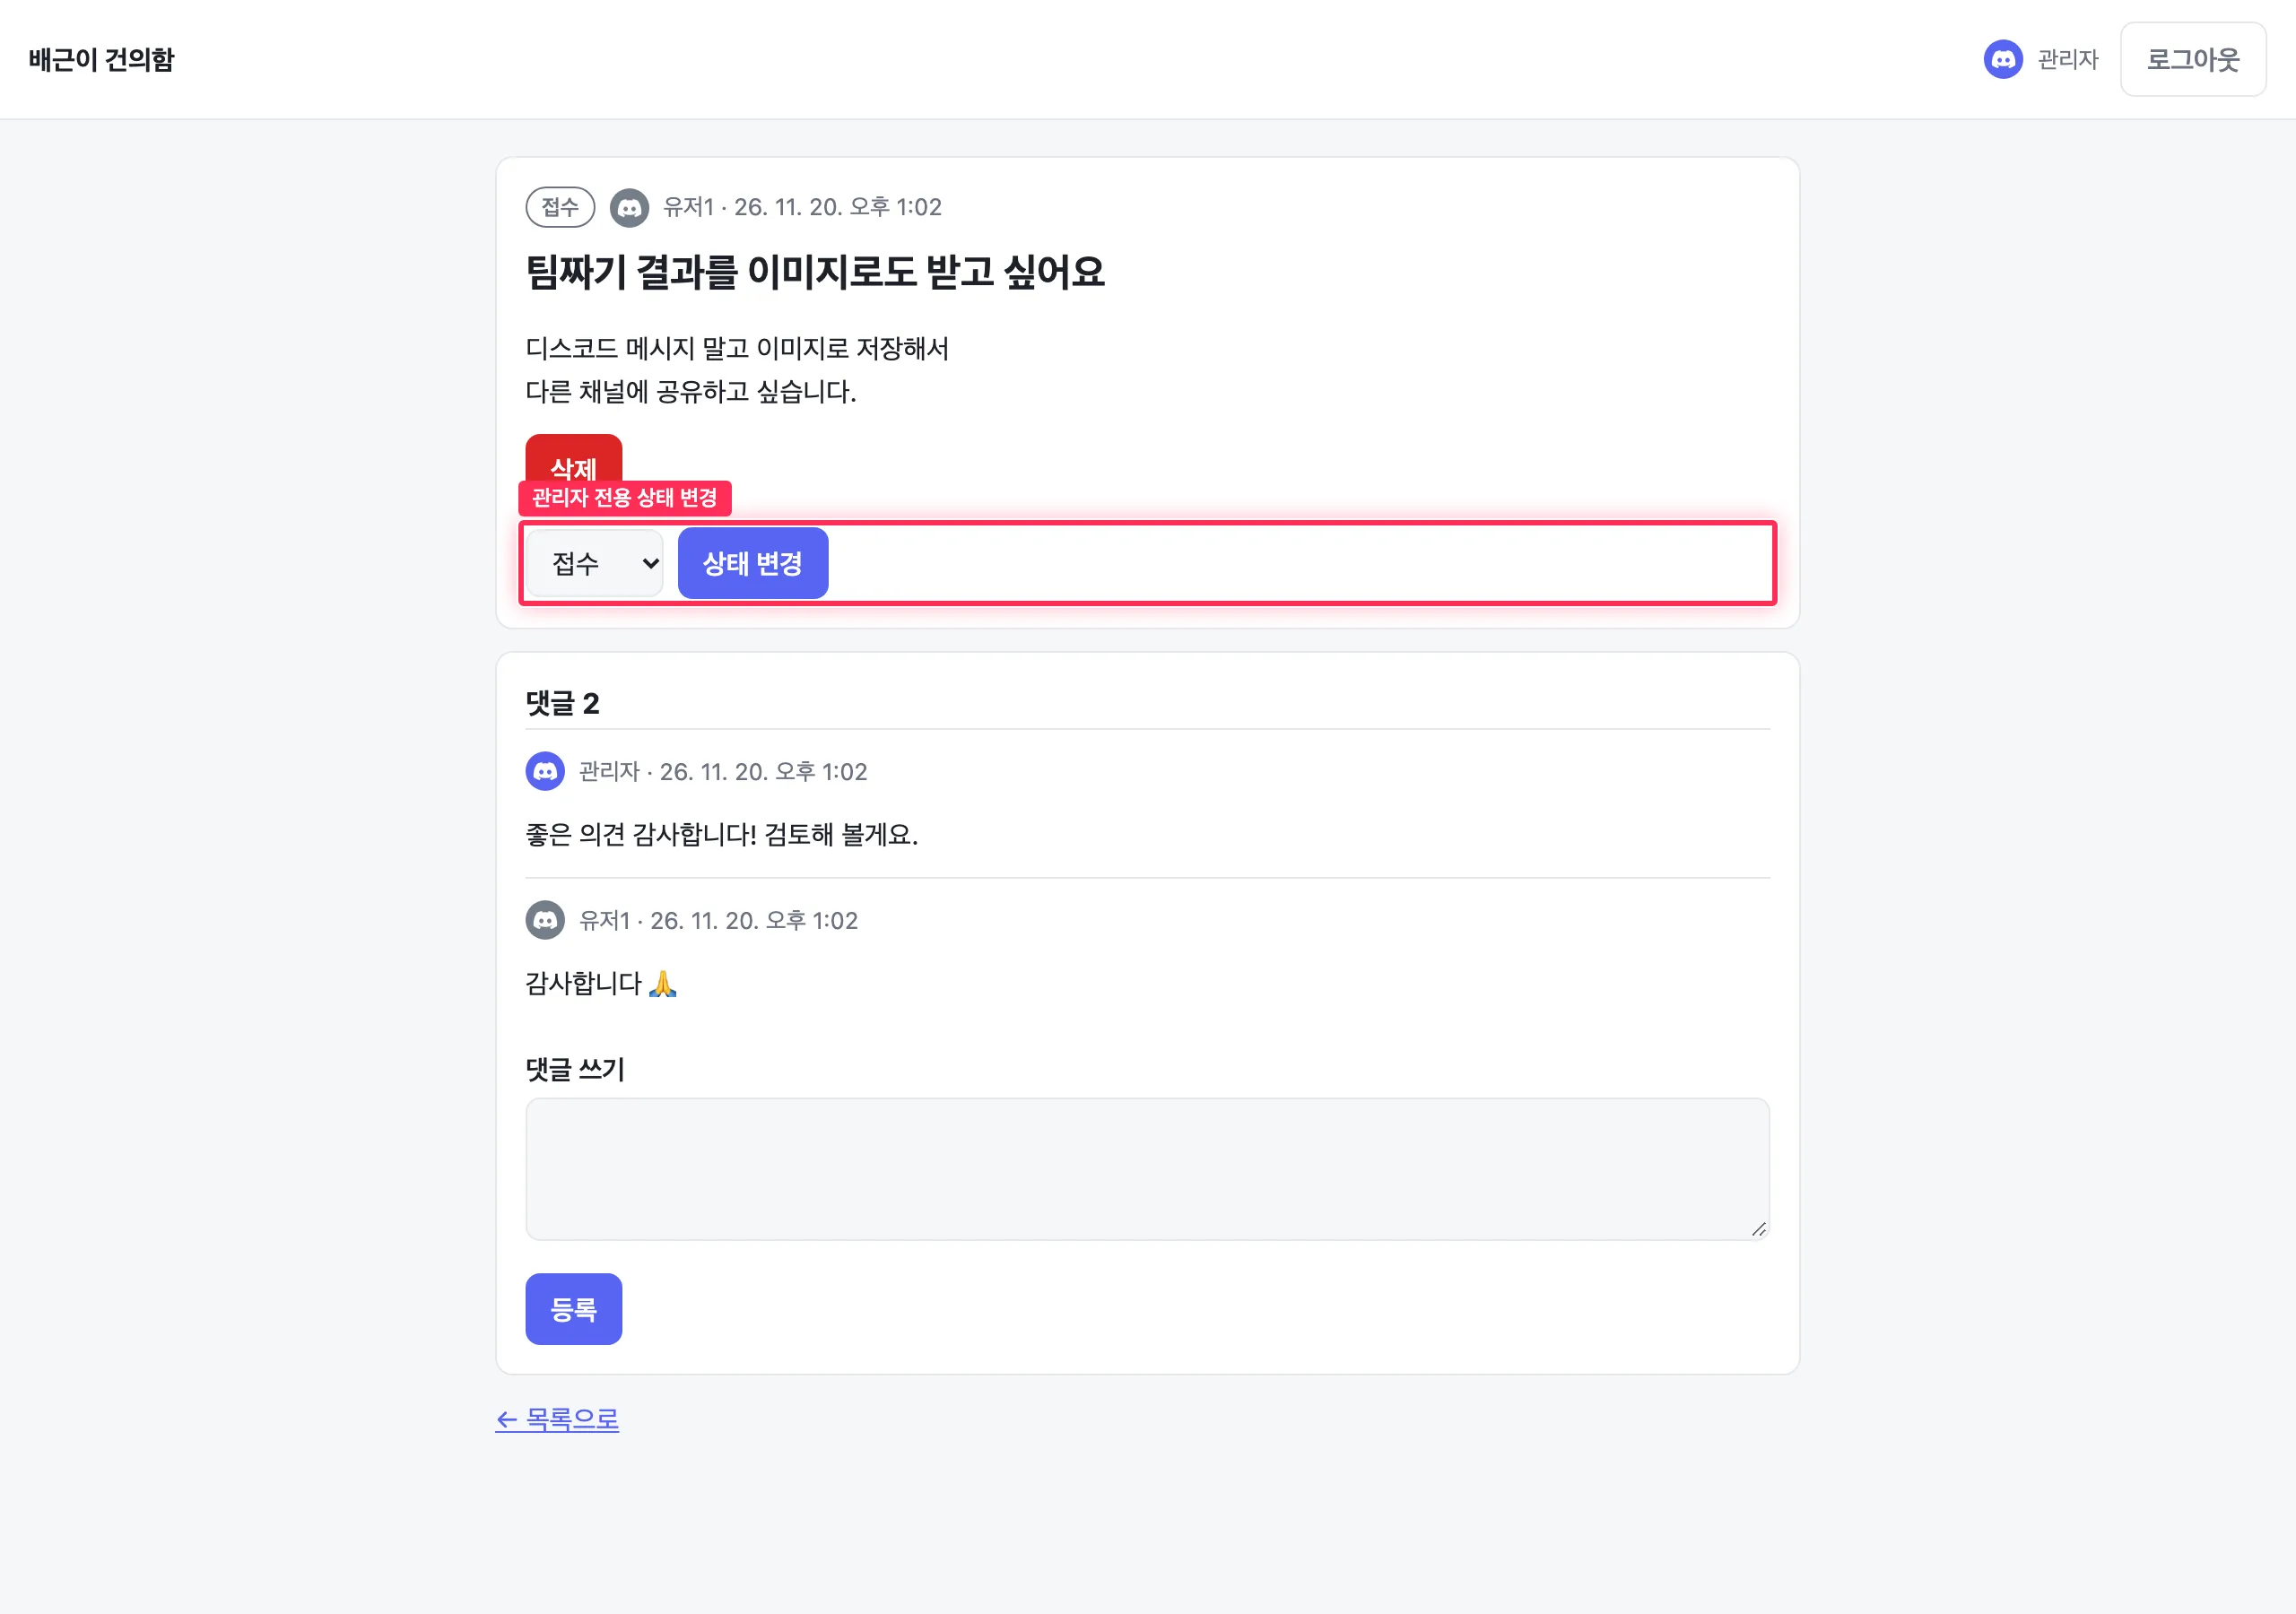 배근이 건의함
관리자
로그아웃
접수
유저1 · 26. 11. 20. 오후 1:02
팀짜기 결과를 이미지로도 받고 싶어요
디스코드 메시지 말고 이미지로 저장해서
다른 채널에 공유하고 싶습니다.
삭제
관리자 전용 상태 변경
접수
상태 변경
댓글 2
관리자 · 26. 11. 20. 오후 1:02
좋은 의견 감사합니다! 검토해 볼게요.
유저1 · 26. 11. 20. 오후 1:02
감사합니다 🙏
댓글 쓰기
등록
← 목록으로